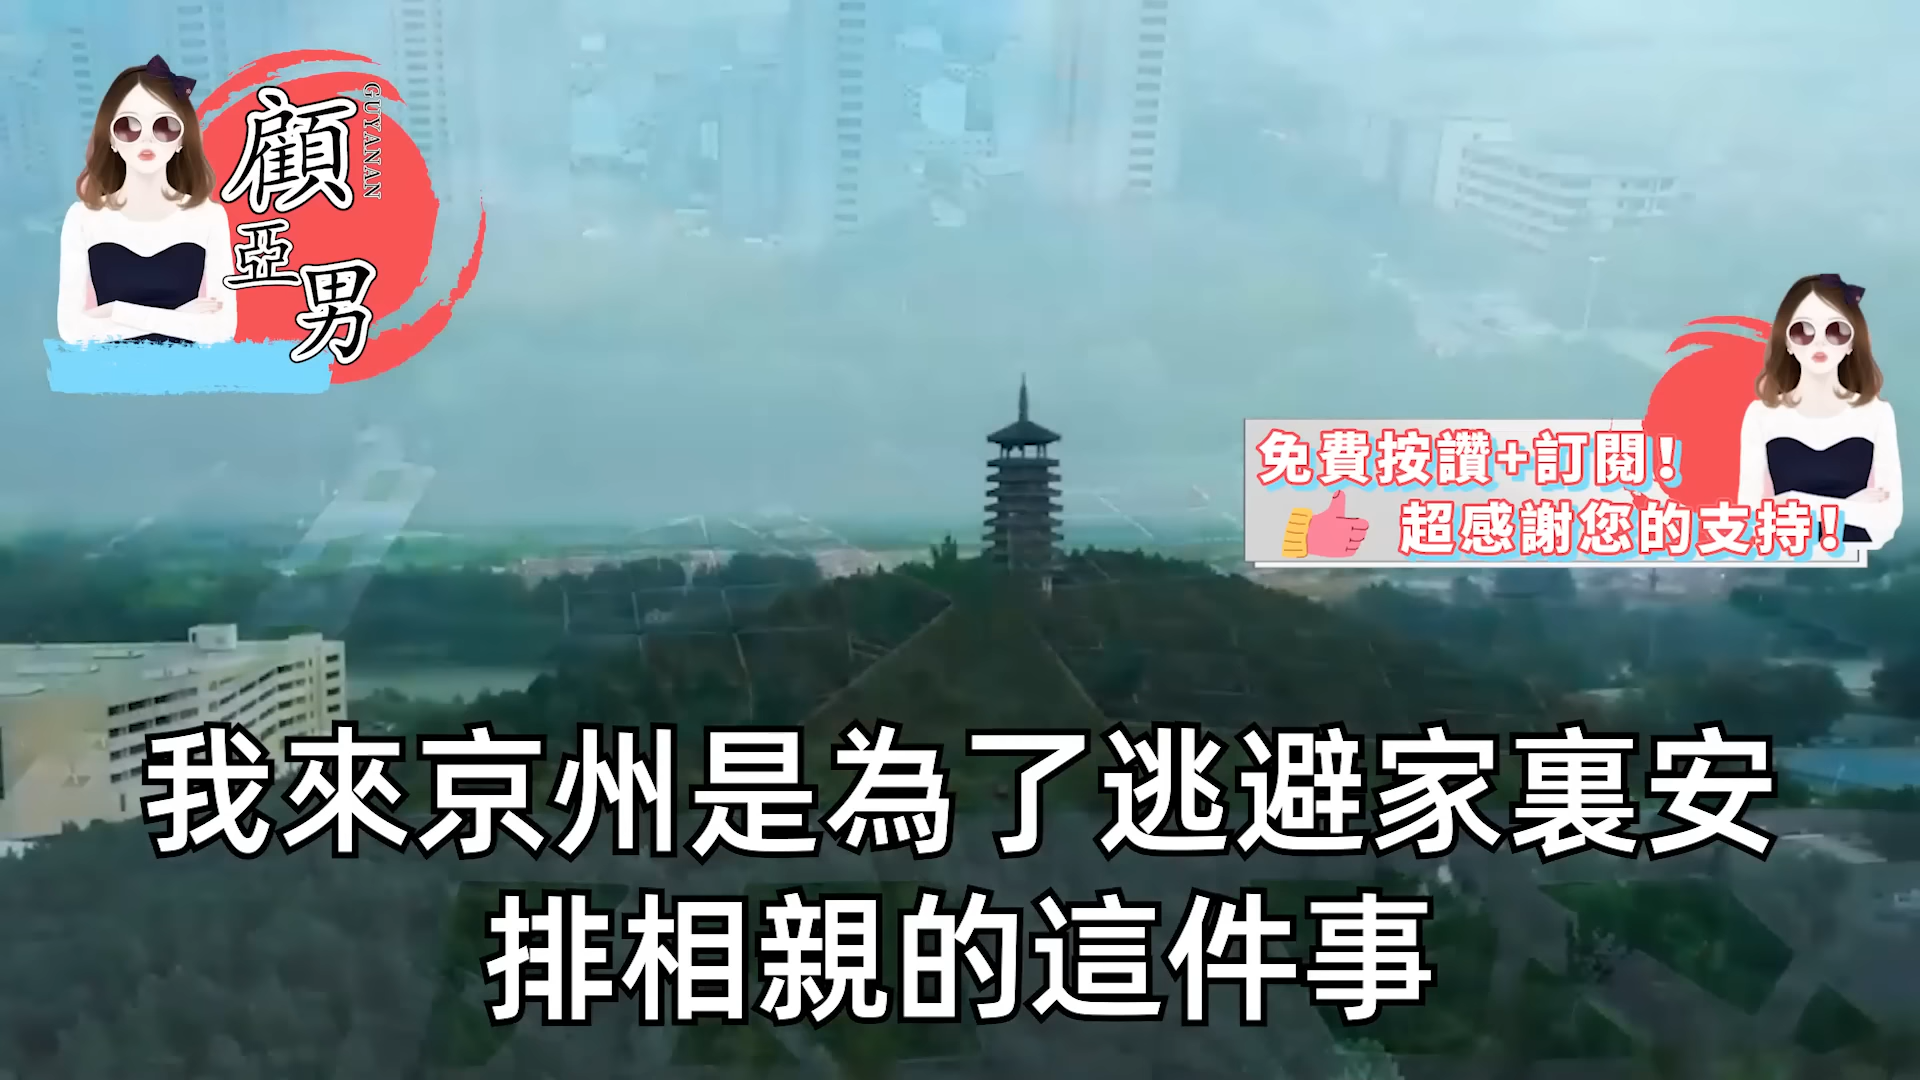 顧亞男
GUYANAN
免費按讚+訂閱!
超感謝您的支持!
我來京州是為了逃避家裏安
排相親的這件事